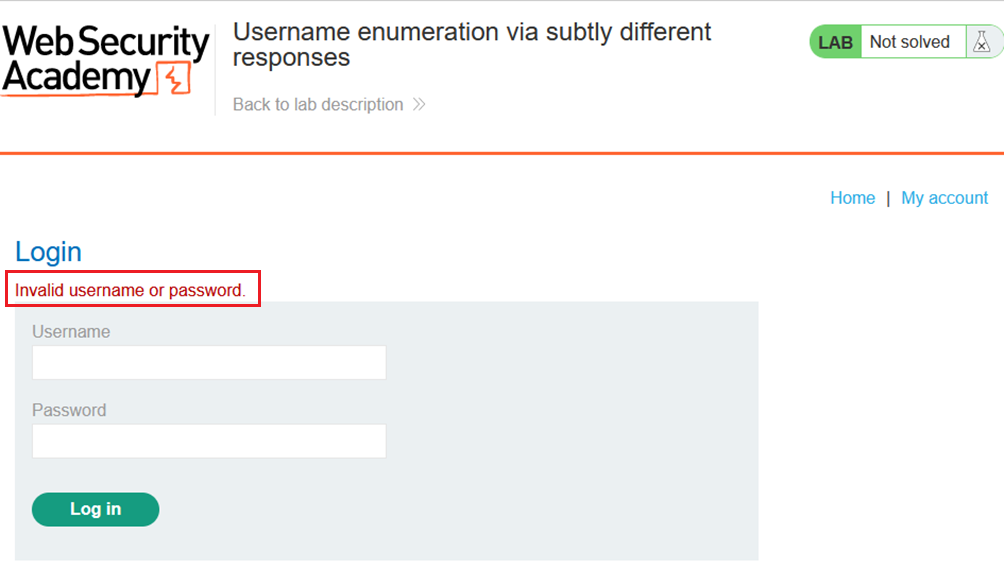 Web Security
Academy
Username enumeration via subtly different
responses
Back to lab description
LAB Not solved
Home | My account
Login
Invalid username or password.
Username
Password
Log in